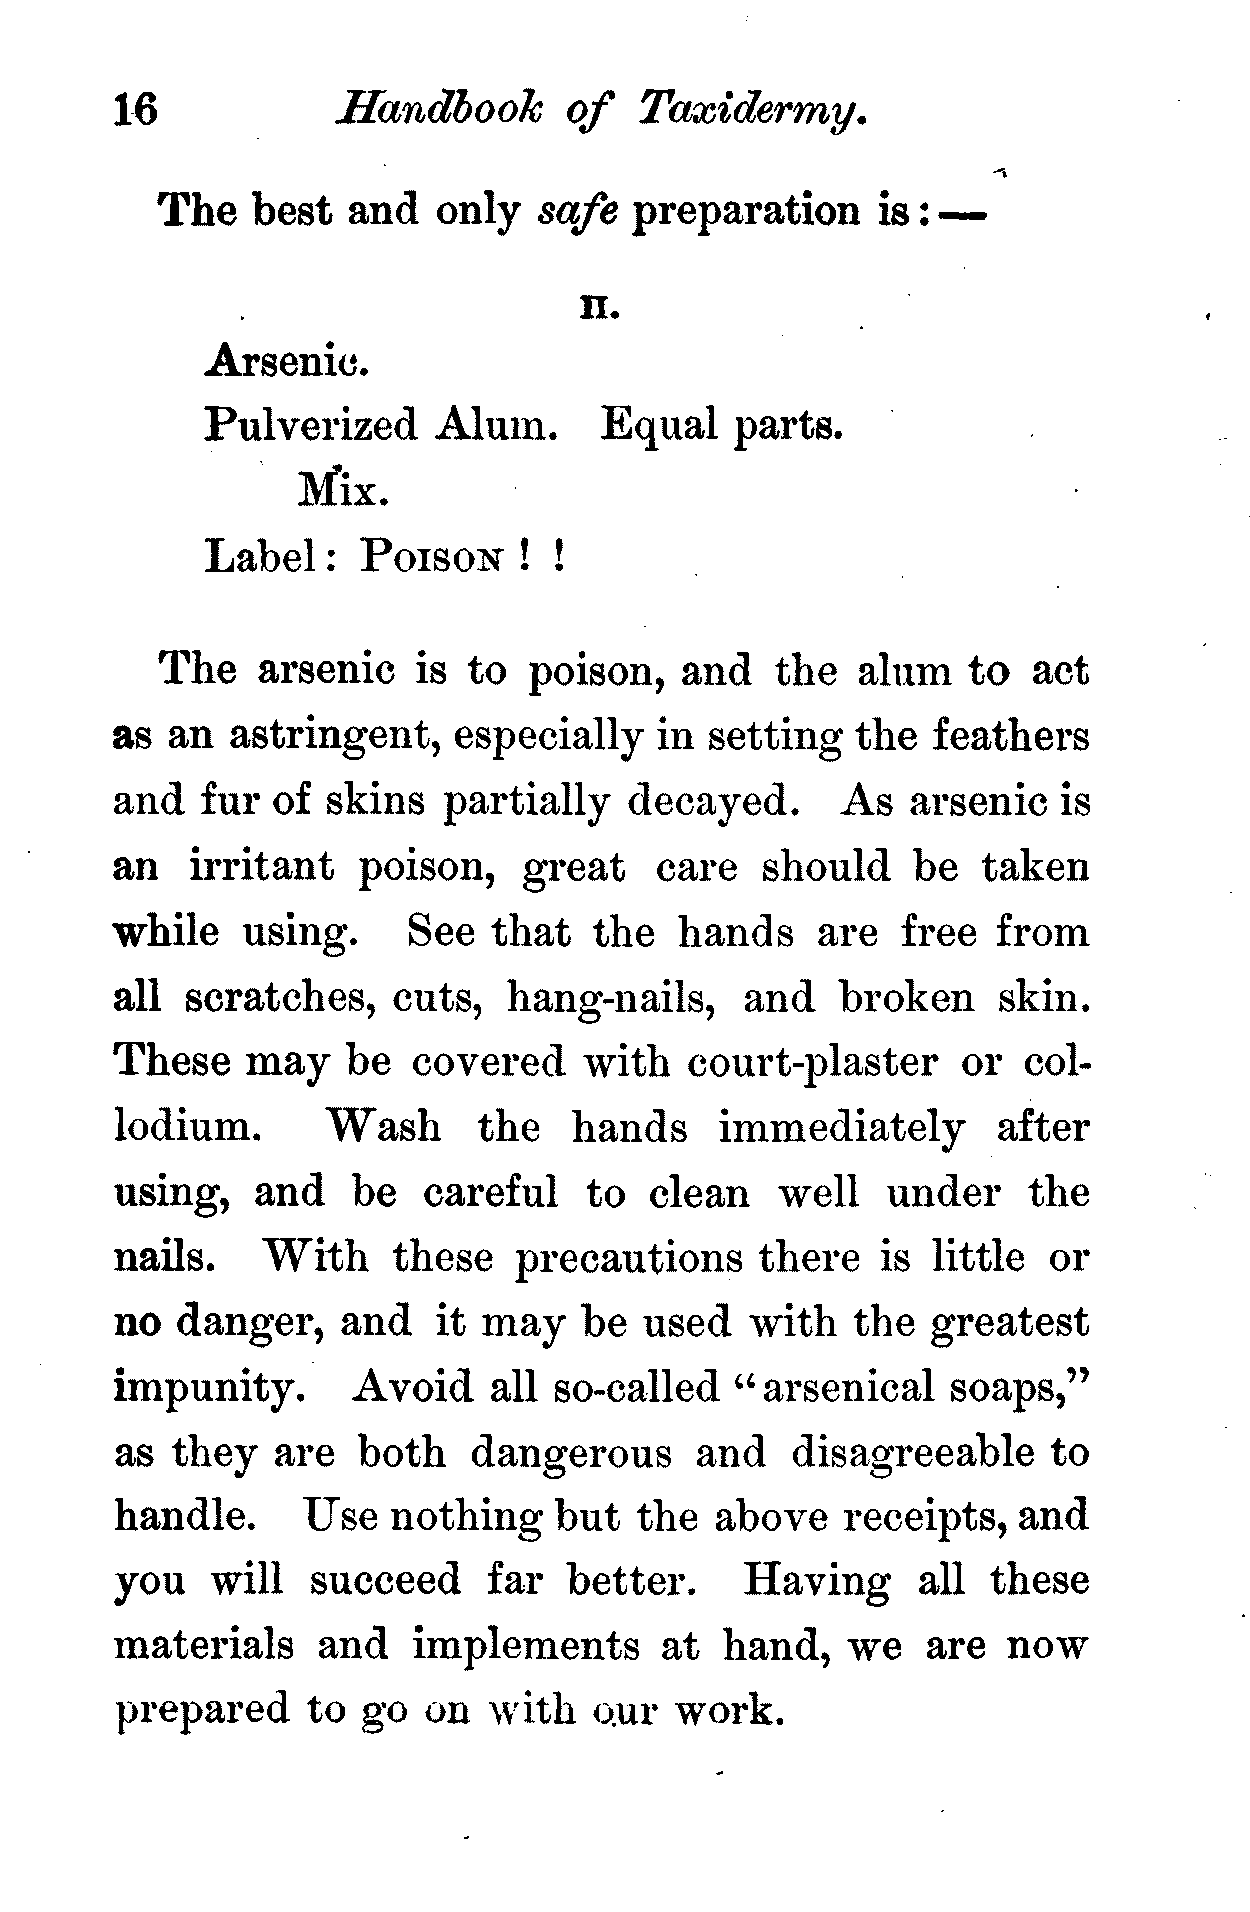 16 Handbook of Taxidermy.
The best and only safe preparation is:—
II.
Arsenic.
Pulverized Alum. Equal parts.
Mix.
Label: POISON ! !
The arsenic is to poison, and the alum to act
as an astringent, especially in setting the feathers
and fur of skins partially decayed. As arsenic is
an irritant poison, great care should be taken
while using. See that the hands are free from
all scratches, cuts, hang-nails, and broken skin.
These may be covered with court-plaster or col-
lodium. Wash the hands immediately after
using, and be careful to clean well under the
nails. With these precautions there is little or
no danger, and it may be used with the greatest
impunity. Avoid all so-called "arsenical soaps,"
as they are both dangerous and disagreeable to
handle. Use nothing but the above receipts, and
you will succeed far better. Having all these
materials and implements at hand, we are now
prepared to go on with our work.